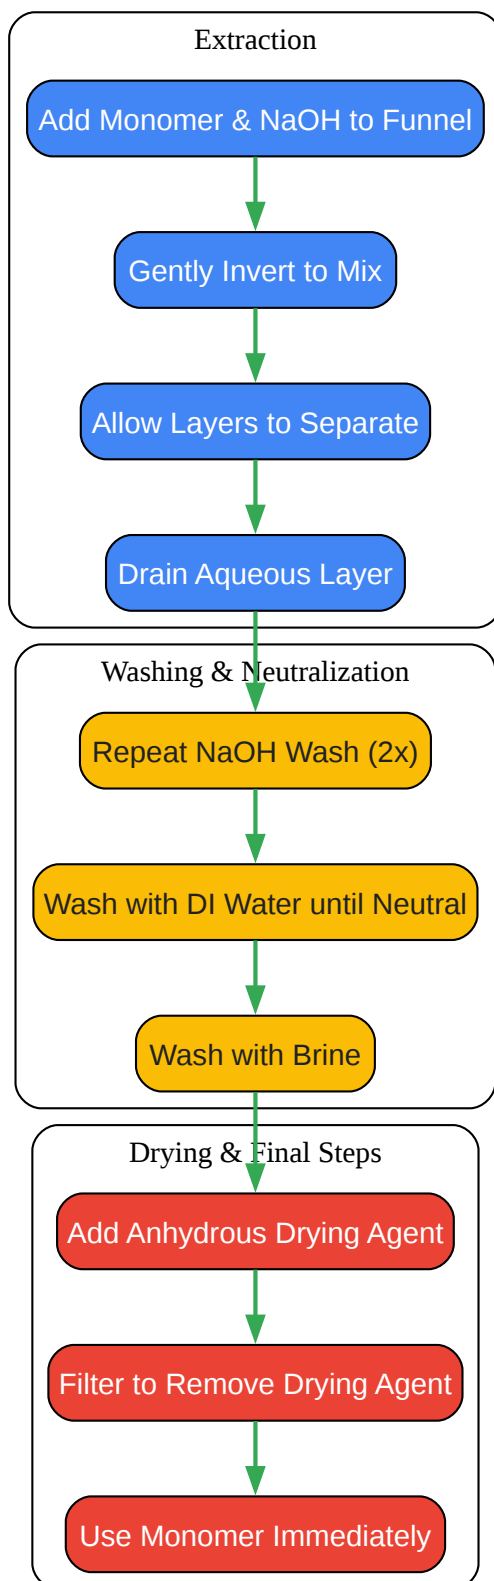 Extraction
Add Monomer & NaOH to Funnel
Gently Invert to Mix
Allow Layers to Separate
Drain Aqueous Layer
Washing & Neutralization
Repeat NaOH Wash (2x)
Wash with DI Water until Neutral
Wash with Brine
Drying & Final Steps
Add Anhydrous Drying Agent
Filter to Remove Drying Agent
Use Monomer Immediately